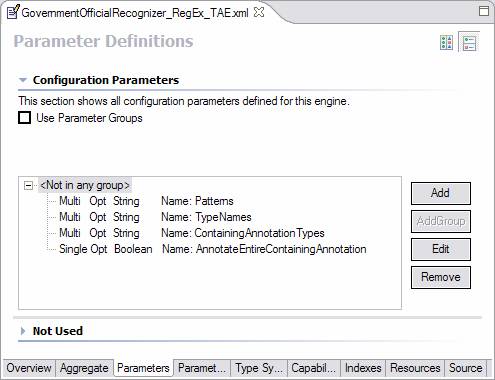 GovernmentOfficialRecognizer_RegEx_TAE.xml
Parameter Definitions
Configuration Parameters
This section shows all configuration parameters defined for this engine.
Use Parameter Groups
<Not in any group>
Multi Opt String Name: Patterns
Multi Opt String Name: TypeNames
Multi Opt String Name: ContainingAnnotationTypes
Single Opt Boolean Name: AnnotateEntireContainingAnnotation
Add
AddGroup
Edit
Remove
Not Used
Overview Aggregate Parameters Paramet... Type Sy... Capabil... Indexes Resources Source